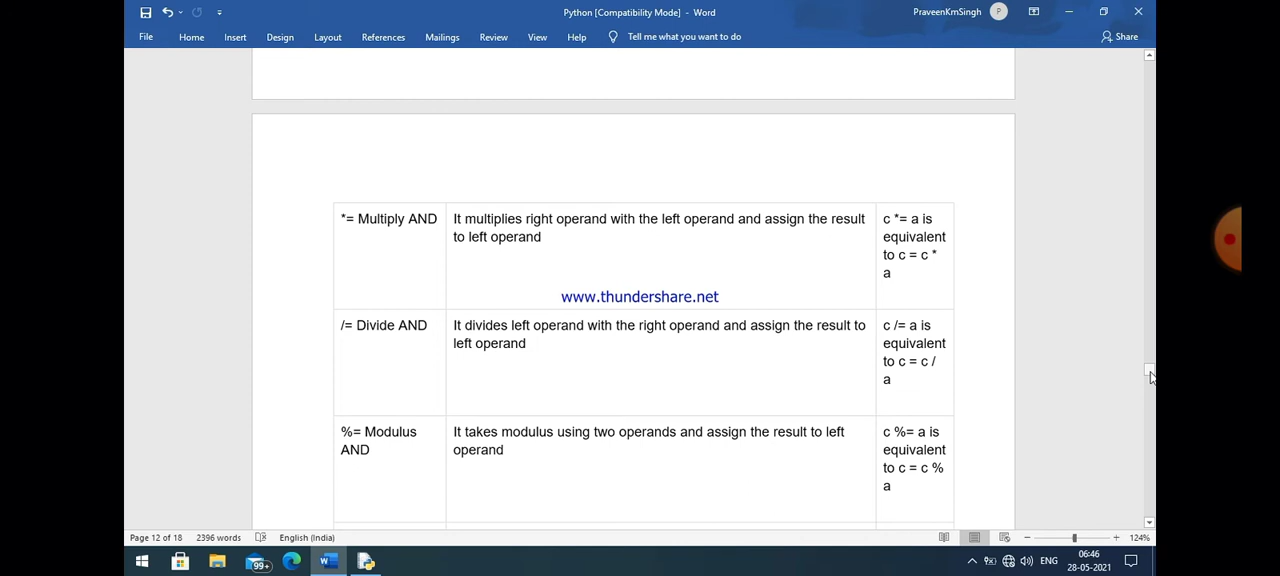 Python [Compatibility Mode] - Word
PraveenKmSingh
P
File
Home
Insert
Design
Layout
References
Mailings
Review
View
Help
Tell me what you want to do
Share
*= Multiply AND
It multiplies right operand with the left operand and assign the result
to left operand
c *= a is
equivalent
to c = c *
a
www.thundershare.net
/= Divide AND
It divides left operand with the right operand and assign the result to
left operand
c /= a is
equivalent
to c = c /
a
%= Modulus
AND
It takes modulus using two operands and assign the result to left
operand
c %= a is
equivalent
to c = c %
a
Page 12 of 18
2396 words
English (India)
124%
99+
ENG
06:46
28-05-2021